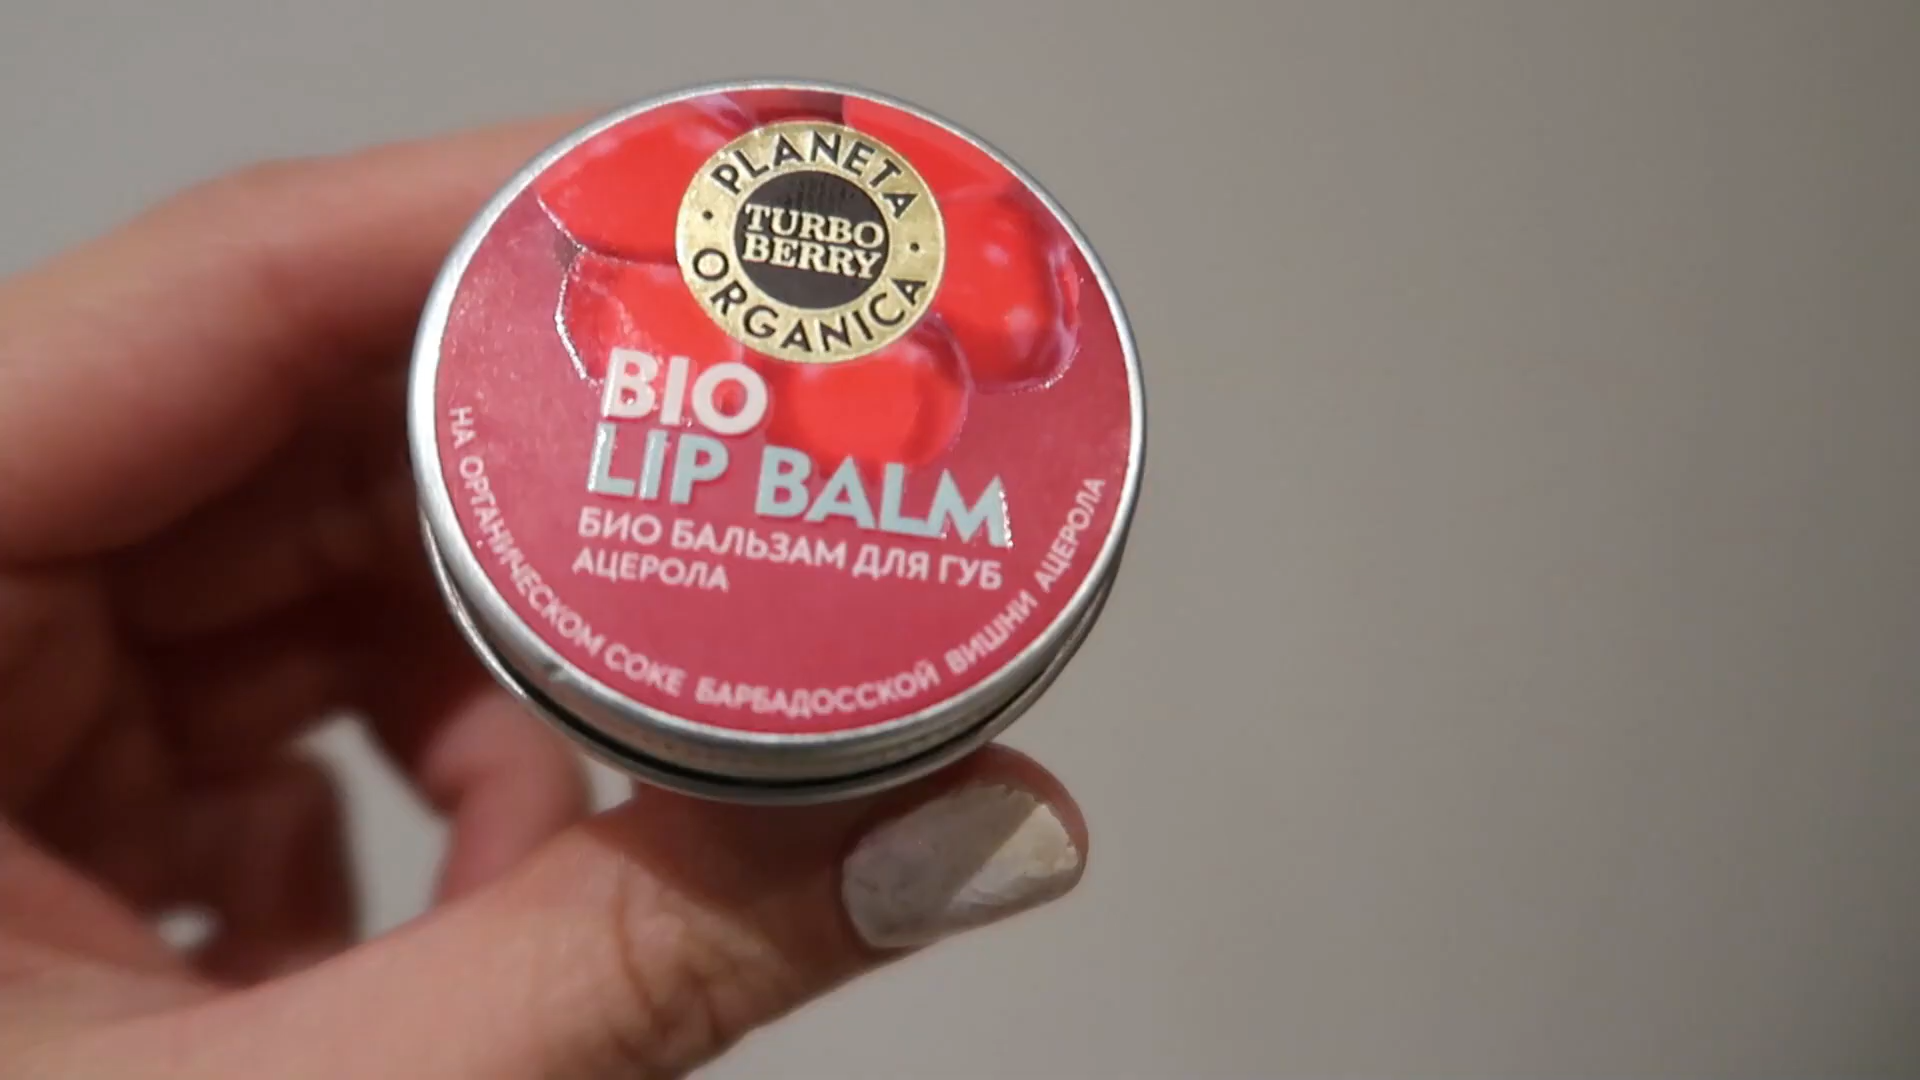 PLANETA
TURBO
BERRY
ORGANICA
BIO
LIP BALM
БИО БАЛЬЗАМ ДЛЯ ГУБ
АЦЕРОЛА
НА ОРГАНИЧЕСКОМ СОКЕ БАРБАДОССКОЙ ВИШНИ АЦЕРОЛА